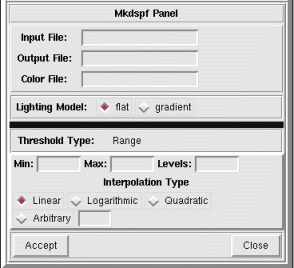 Mkdspf Panel
Input File:
Output File:
Color File:
Lighting Model: flat gradient
Threshold Type: Range
Min: Max: Levels:
Interpolation Type
Linear Logarithmic Quadratic
Arbitrary
Accept Close